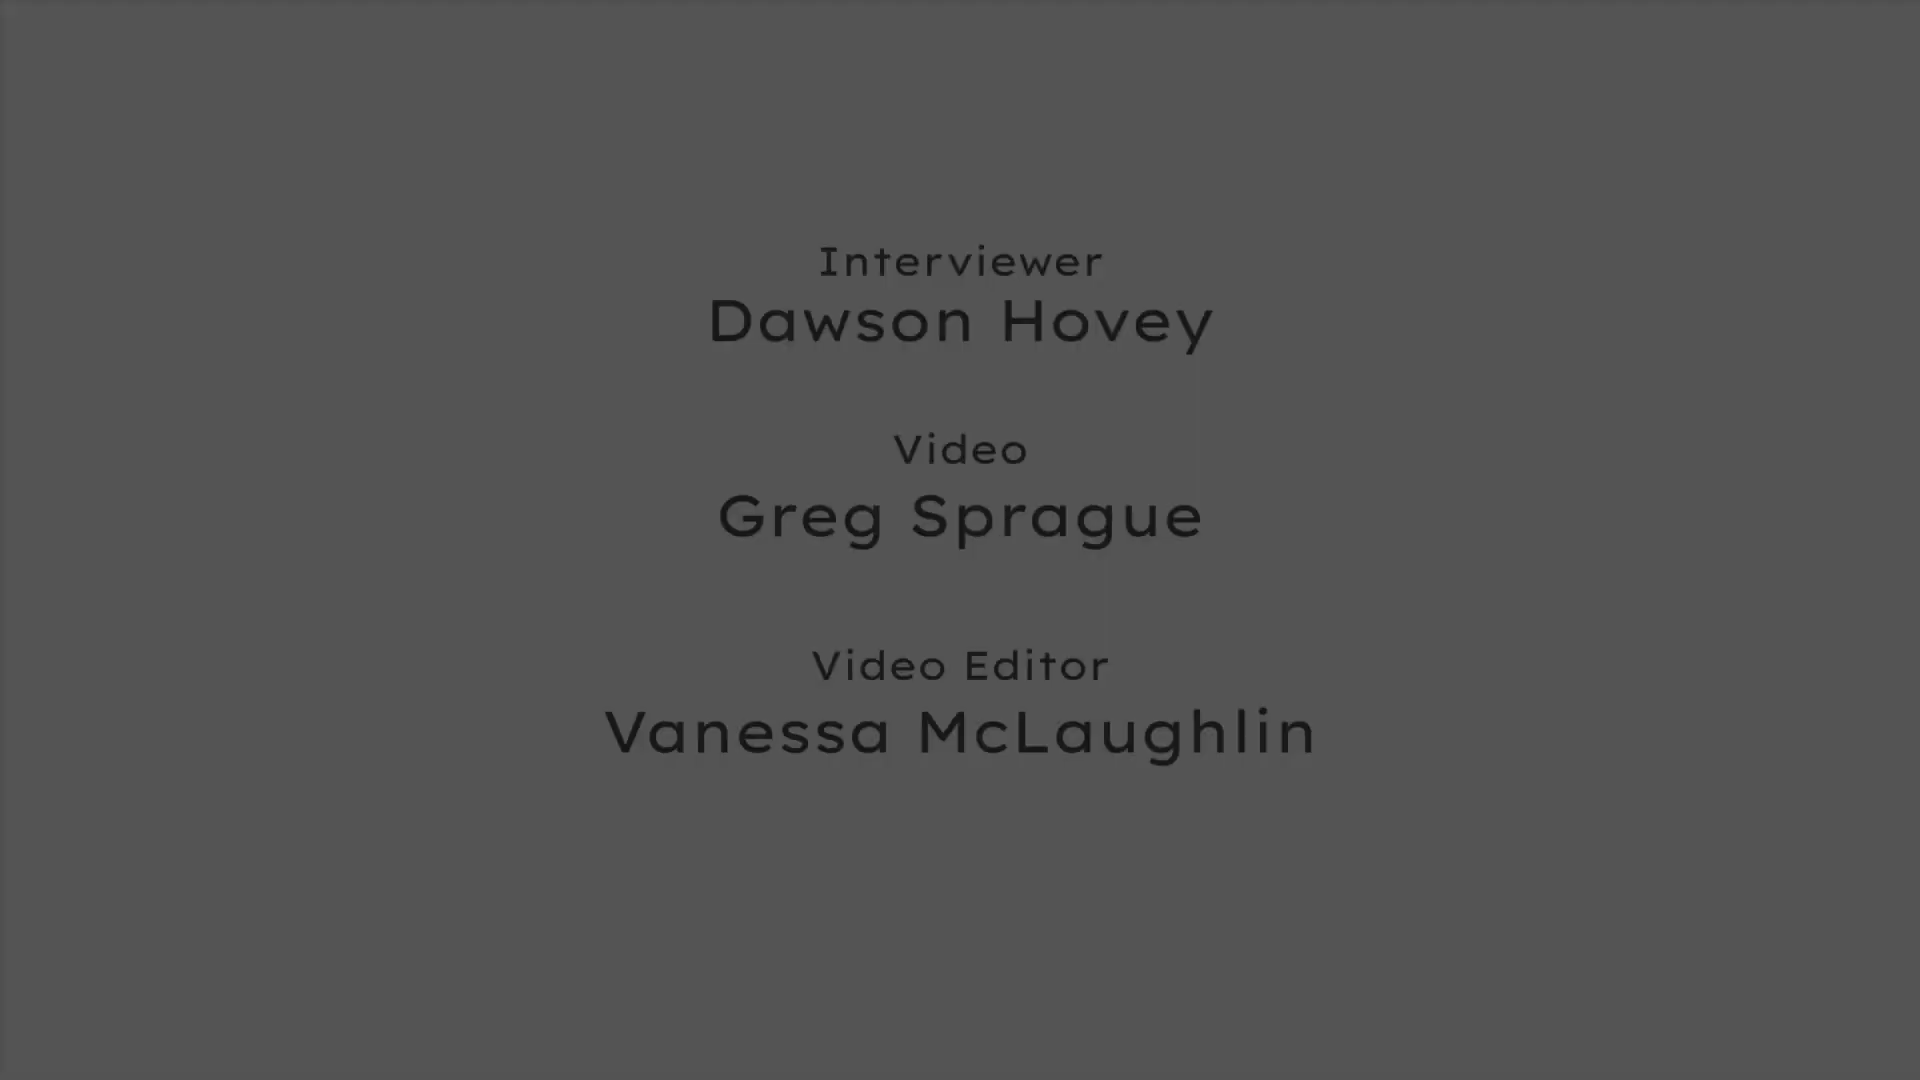 Interviewer
Dawson Hovey
Video
Greg Sprague
Video Editor
Vanessa McLaughlin